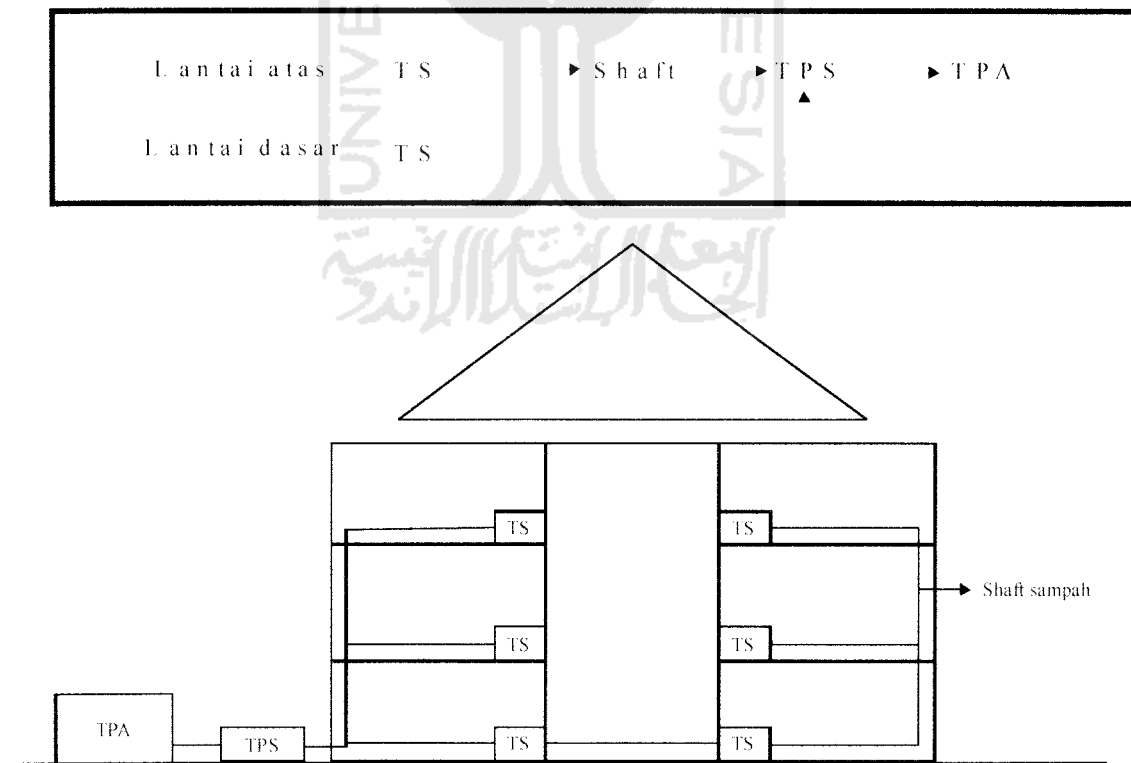 Lantai atas TS Shaft TPS TPA
Lantai dasar TS
TS TS
Shaft sampah
TS TS
TPA TPS TS TS